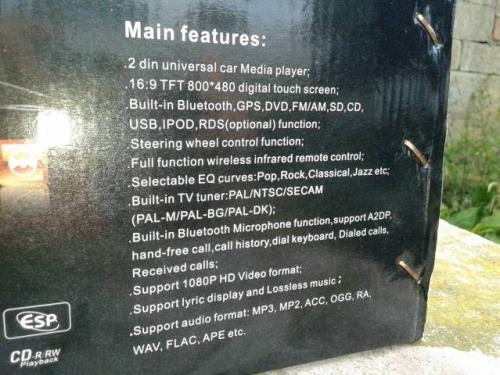 Main features:
.2 din universal car Media player;
.16:9 TFT 800*480 digital touch screen;
.Built-in Bluetooth,GPS,DVD,FM/AM,SD,CD,
USB,IPOD,RDS(optional) function;
.Steering wheel control function;
.Full function wireless infrared remote control;
.Selectable EQ curves:Pop,Rock,Classical,Jazz etc;
.Built-in TV tuner:PAL/NTSC/SECAM
(PAL-M/PAL-BG/PAL-DK);
.Built-in Bluetooth Microphone function,support A2DP,
hand-free call,call history,dial keyboard, Dialed calls,
Received calls;
.Support 1080P HD Video format;
.Support lyric display and Lossless music ;
.Support audio format: MP3, MP2, ACC, OGG, RA,
WAV, FLAC, APE etc.
ESP
CD-R/RW
Playback